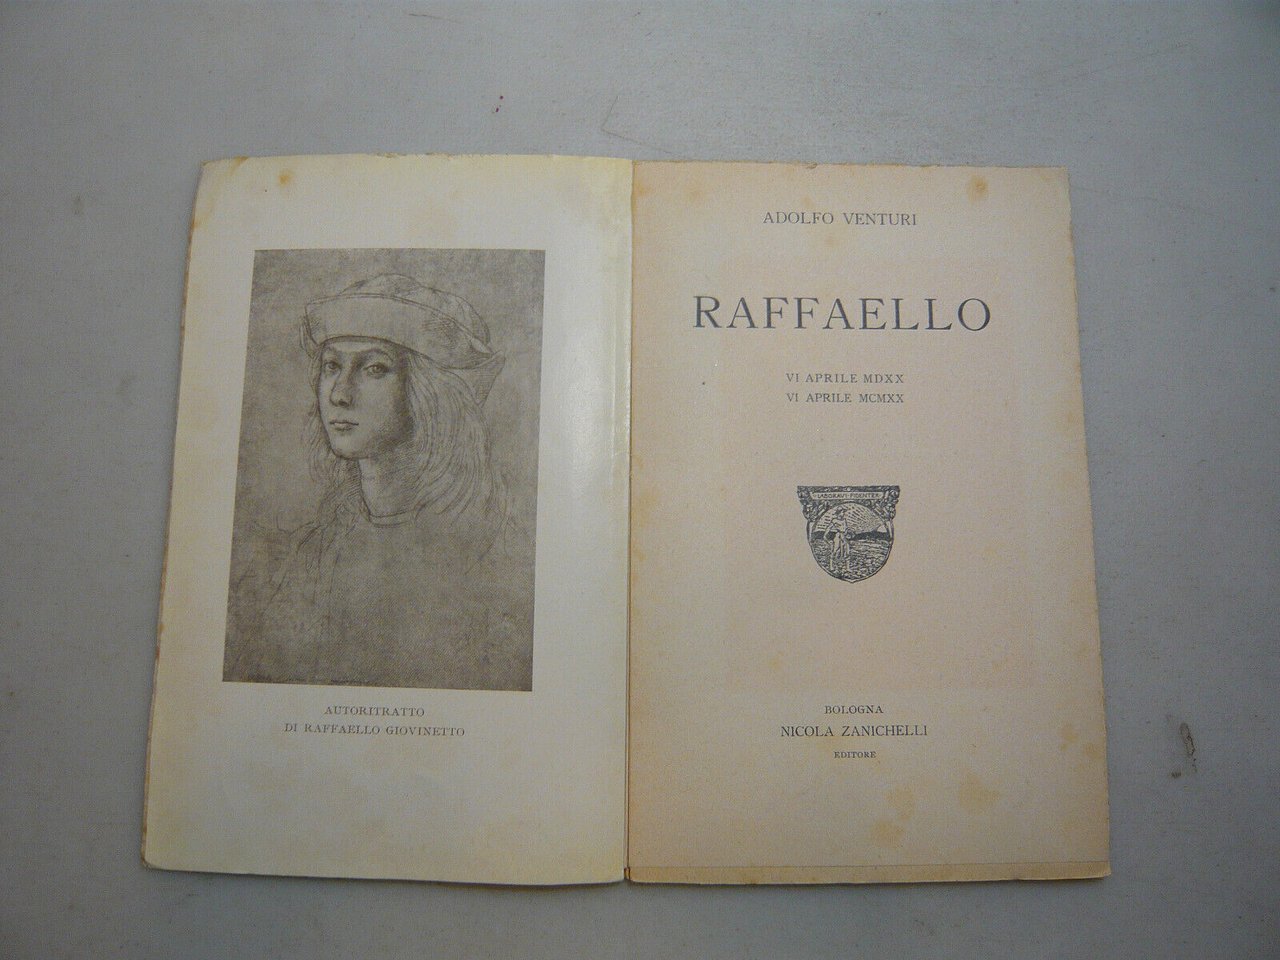 AUTORITRATTO
DI RAFFAELLO GIOVINETTO
ADOLFO VENTURI
RAFFAELLO
VI APRILE MDXX
VI APRILE MCMXX
LABORAVI FIDENTER
BOLOGNA
NICOLA ZANICHELLI
EDITORE